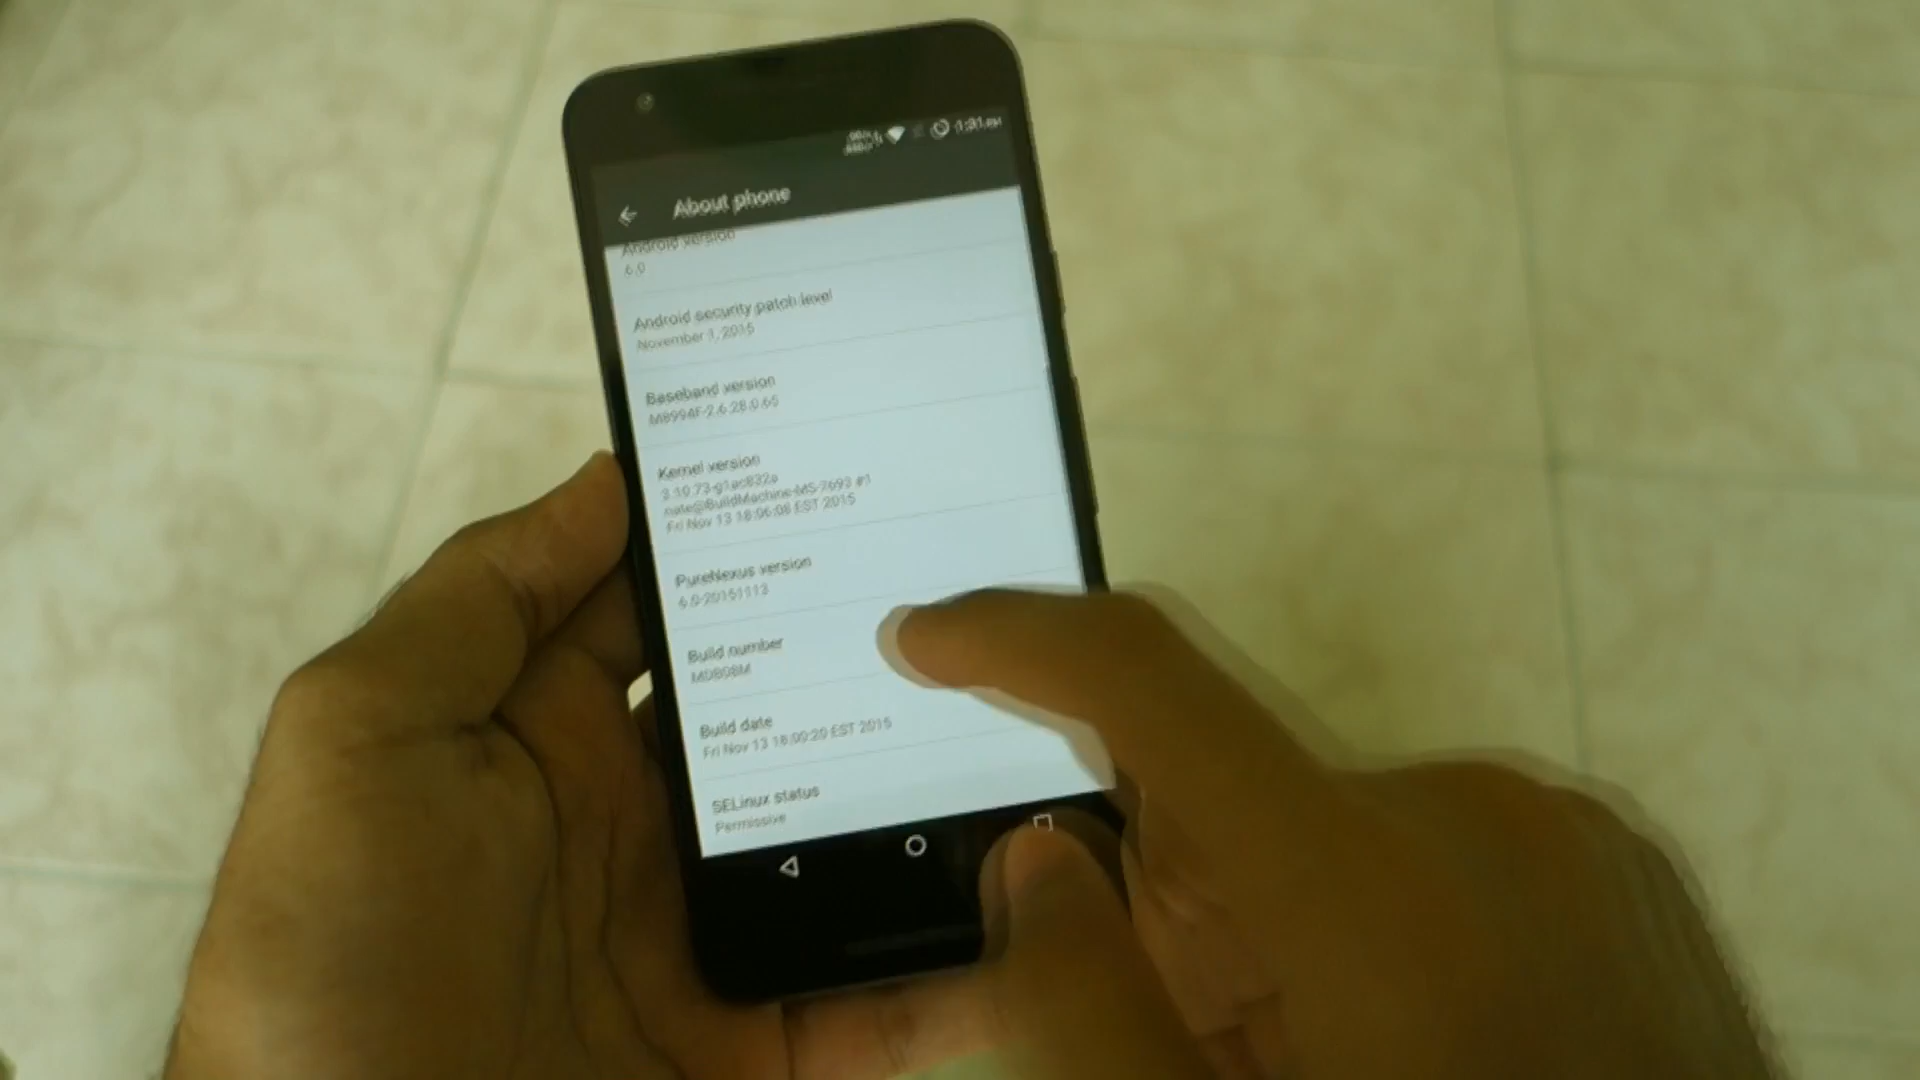 1:31 PM
About phone
Android version
6.0
Android security patch level
November 1, 2015
Baseband version
M8994F-2.6.28.0.65
Kernel version
3.10.73-g1ac832a
nate@BuildMachine-MS-7693 #1
Fri Nov 13 18:06:08 EST 2015
PureNexus version
6.0-20151113
Build number
MDB08M
Build date
Fri Nov 13 18:00:20 EST 2015
SELinux status
Permissive